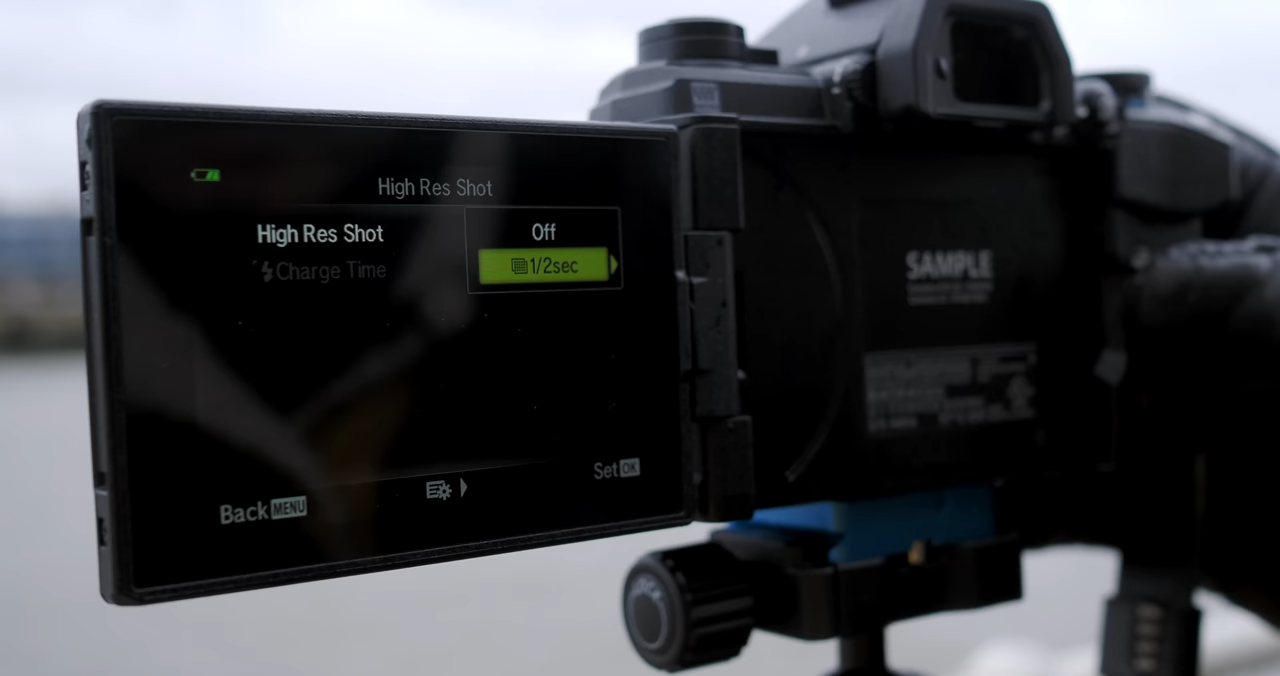 High Res Shot
High Res Shot
Off
Charge Time
1/2sec
Set OK
Back MENU
SAMPLE